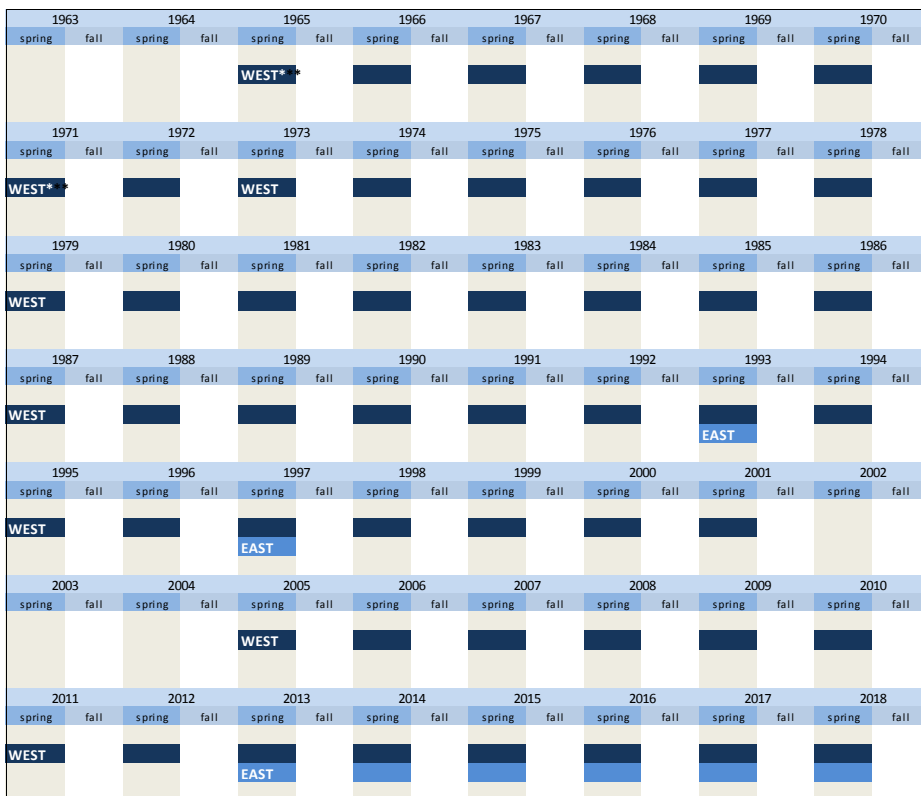 1963 1964 1965 1966 1967 1968 1969 1970
spring fall spring fall spring fall spring fall spring fall spring fall spring fall spring fall
WEST***
1971 1972 1973 1974 1975 1976 1977 1978
spring fall spring fall spring fall spring fall spring fall spring fall spring fall spring fall
WEST*** WEST
1979 1980 1981 1982 1983 1984 1985 1986
spring fall spring fall spring fall spring fall spring fall spring fall spring fall spring fall
WEST
1987 1988 1989 1990 1991 1992 1993 1994
spring fall spring fall spring fall spring fall spring fall spring fall spring fall spring fall
WEST
EAST
1995 1996 1997 1998 1999 2000 2001 2002
spring fall spring fall spring fall spring fall spring fall spring fall spring fall spring fall
WEST
EAST
2003 2004 2005 2006 2007 2008 2009 2010
spring fall spring fall spring fall spring fall spring fall spring fall spring fall spring fall
WEST
2011 2012 2013 2014 2015 2016 2017 2018
spring fall spring fall spring fall spring fall spring fall spring fall spring fall spring fall
WEST
EAST